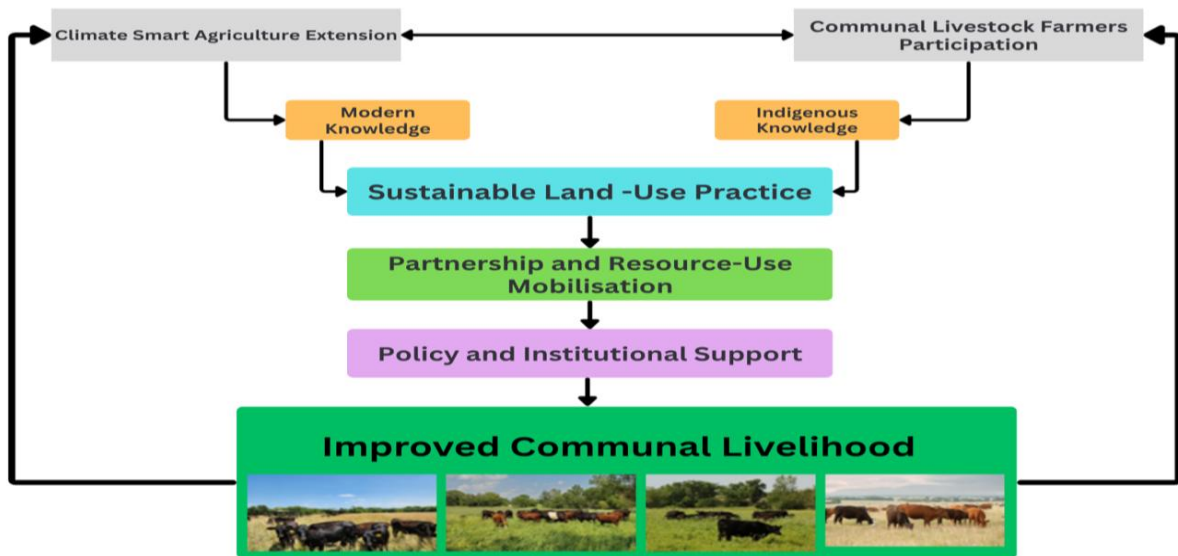 Climate Smart Agriculture Extension
Communal Livestock Farmers
Participation
Modern
Knowledge
Indigenous
Knowledge
Sustainable Land -Use Practice
Partnership and Resource-Use
Mobilisation
Policy and Institutional Support
Improved Communal Livelihood